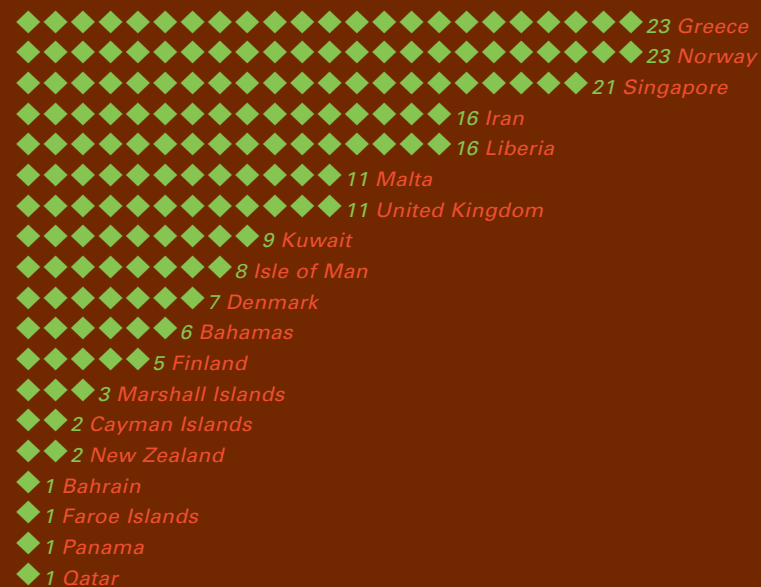 23 Greece
23 Norway
21 Singapore
16 Iran
16 Liberia
11 Malta
11 United Kingdom
9 Kuwait
8 Isle of Man
7 Denmark
6 Bahamas
5 Finland
3 Marshall Islands
2 Cayman Islands
2 New Zealand
1 Bahrain
1 Faroe Islands
1 Panama
1 Qatar